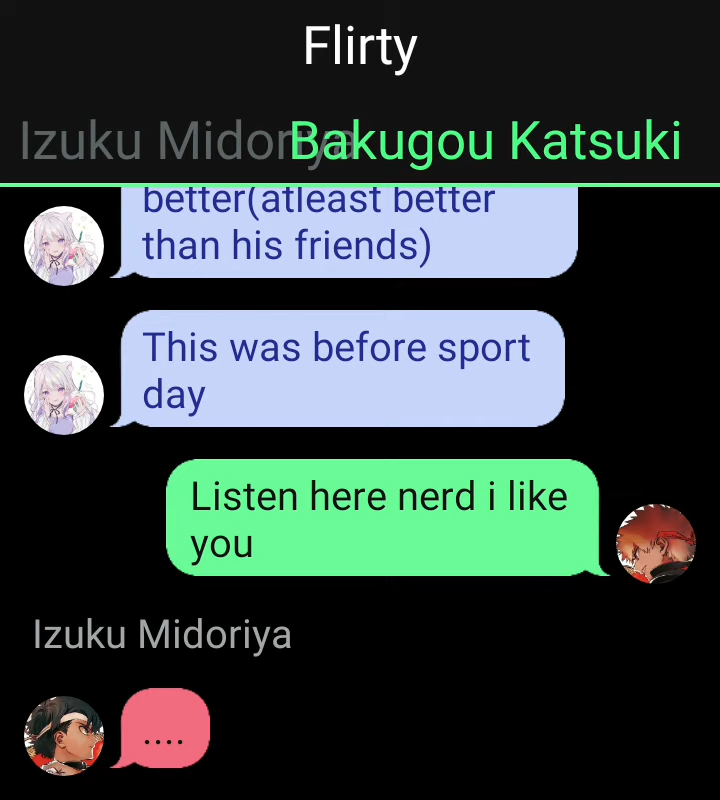 Flirty
Izuku Midoriya
Bakugou Katsuki
better(atleast better
than his friends)
This was before sport
day
Listen here nerd i like
you
Izuku Midoriya
....